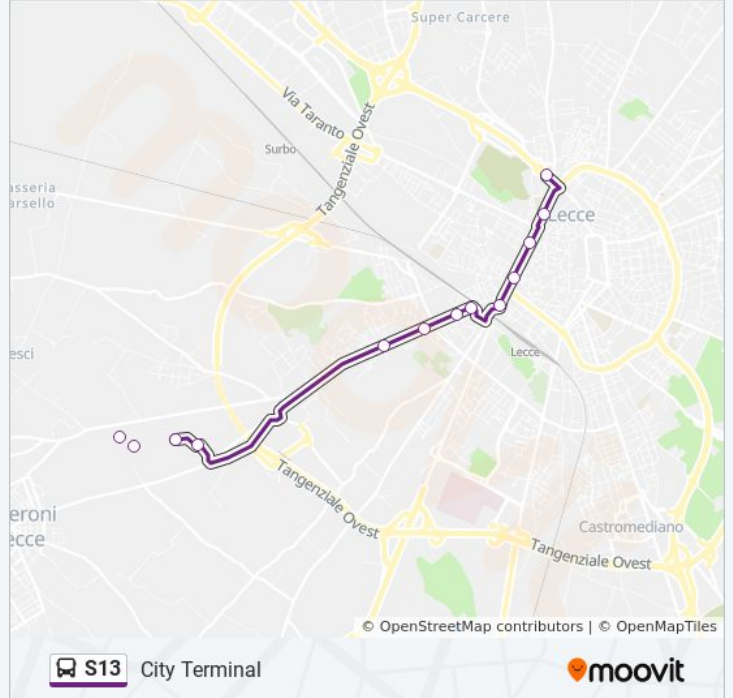 Super Carcere
Via Taranto
Tangenziale Ovest
Surbo
asseria
arsello
Lecce
esci
Lecce
Tangenziale Ovest
eroni
ecce
Castromediano
Tangenziale Ovest
© OpenStreetMap contributors | © OpenMapTiles
S13 City Terminal
moovit